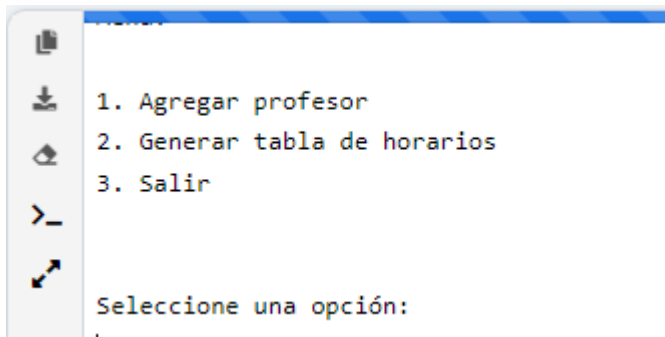 1. Agregar profesor
2. Generar tabla de horarios
3. Salir
Seleccione una opción: